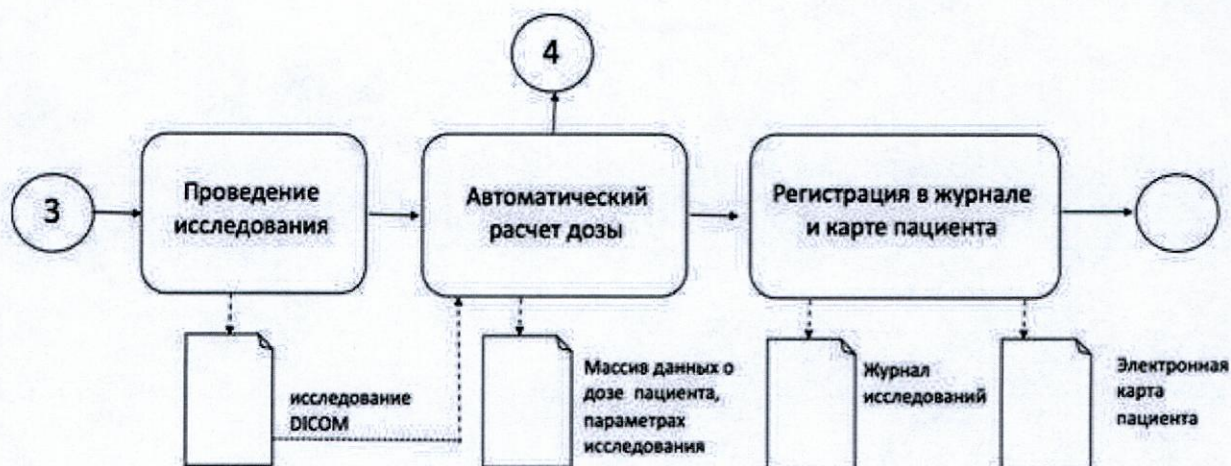 4
3
Проведение
исследования
Автоматический
расчет дозы
Регистрация в журнале
и карте пациента
исследование
DICOM
Массив данных о
дозе пациента,
параметрах
исследования
Журнал
исследований
Электронная
карта
пациента